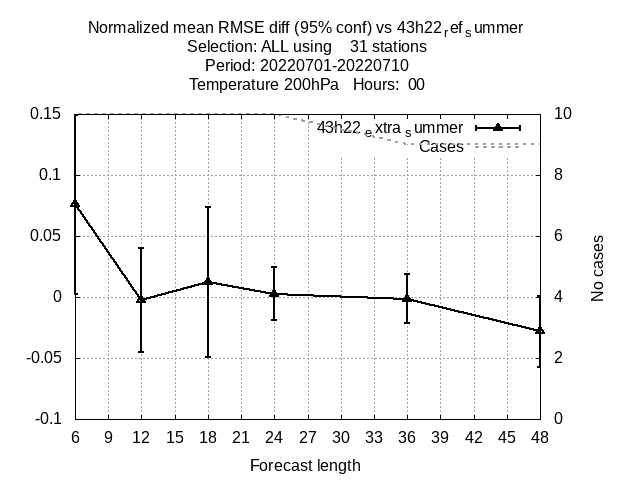 Normalized mean RMSE diff (95% conf) vs 43h22refsummer
Selection: ALL using 31 stations
Period: 20220701-20220710
Temperature 200hPa Hours: 00
43h22extrasummer
Cases
0.15
0.1
0.05
0
-0.05
-0.1
10
8
6
4
2
0
No cases
6 9 12 15 18 21 24 27 30 33 36 39 42 45 48
Forecast length